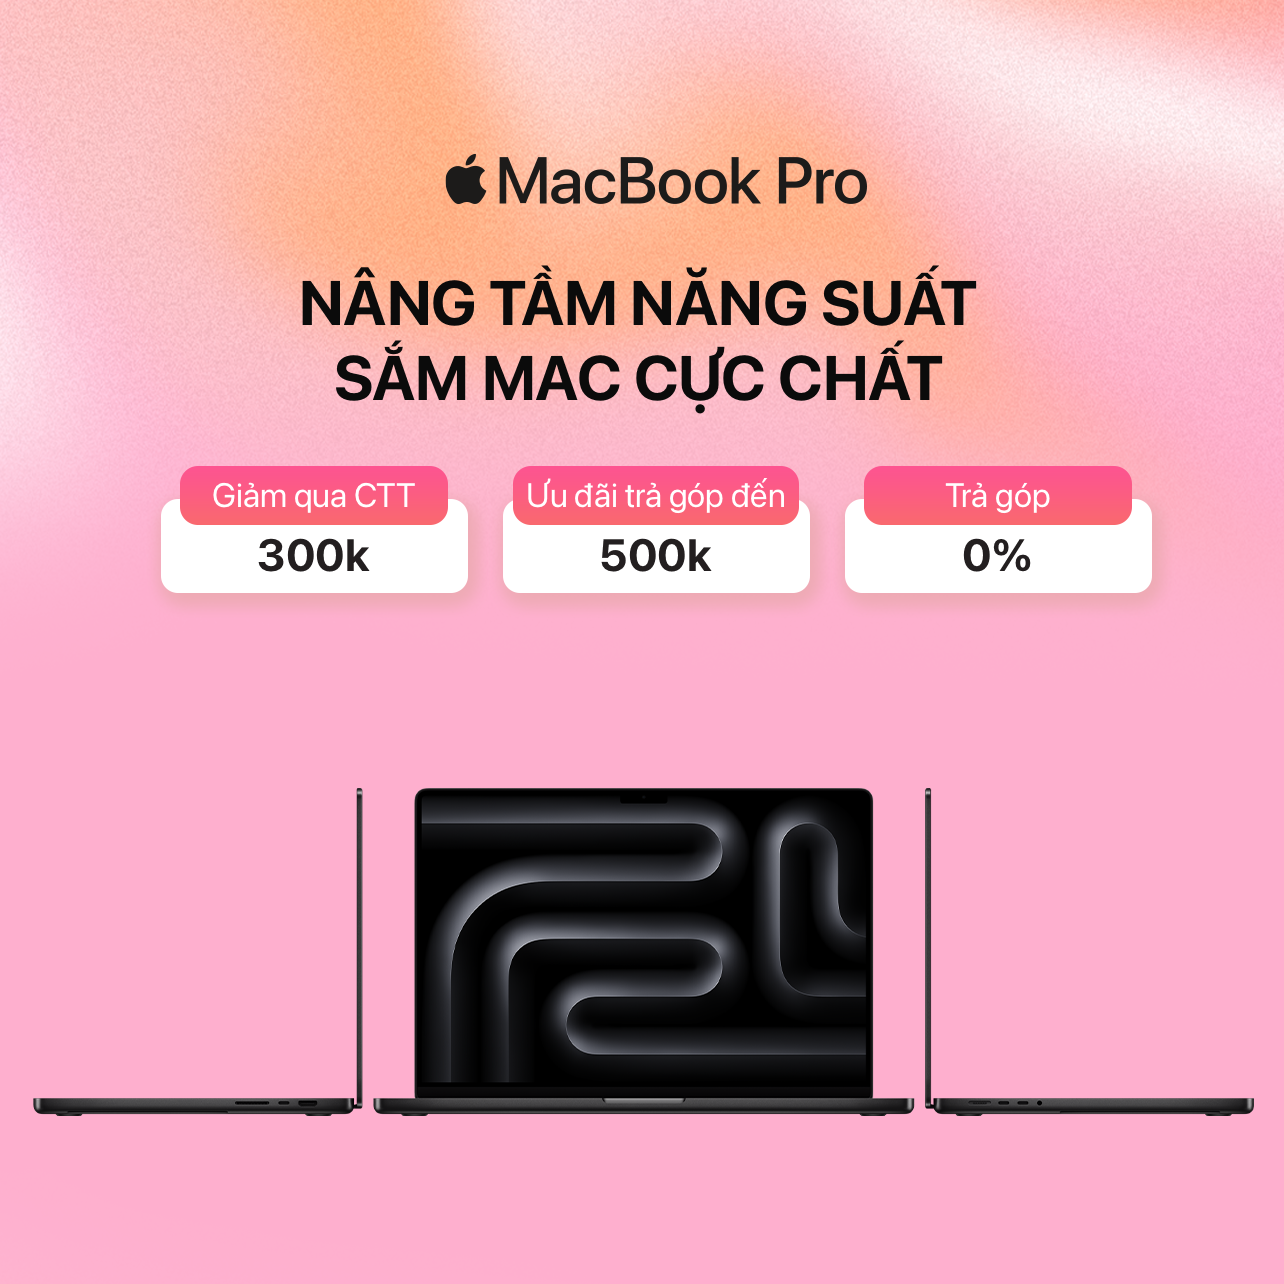 MacBook Pro
NÂNG TẦM NĂNG SUẤT
SẮM MAC CỰC CHẤT
Giảm qua CTT
300k
Ưu đãi trả góp đến
500k
Trả góp
0%